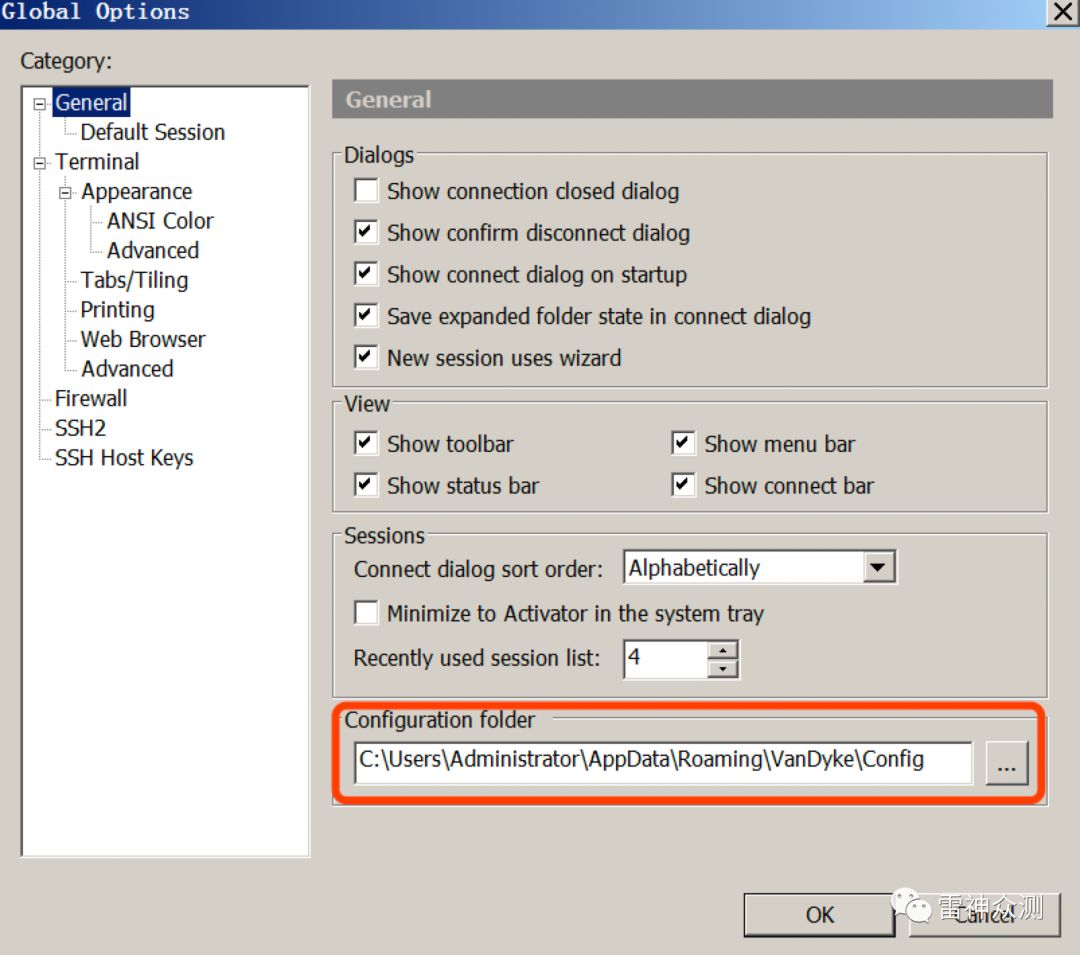 Global Options
Category:
General
Default Session
Terminal
Appearance
ANSI Color
Advanced
Tabs/Tiling
Printing
Web Browser
Advanced
Firewall
SSH2
SSH Host Keys
General
Dialogs
Show connection closed dialog
Show confirm disconnect dialog
Show connect dialog on startup
Save expanded folder state in connect dialog
New session uses wizard
View
Show toolbar
Show menu bar
Show status bar
Show connect bar
Sessions
Connect dialog sort order: Alphabetically
Minimize to Activator in the system tray
Recently used session list: 4
Configuration folder
C:\Users\Administrator\AppData\Roaming\VanDyke\Config ...
OK
Cancel
雷神众测